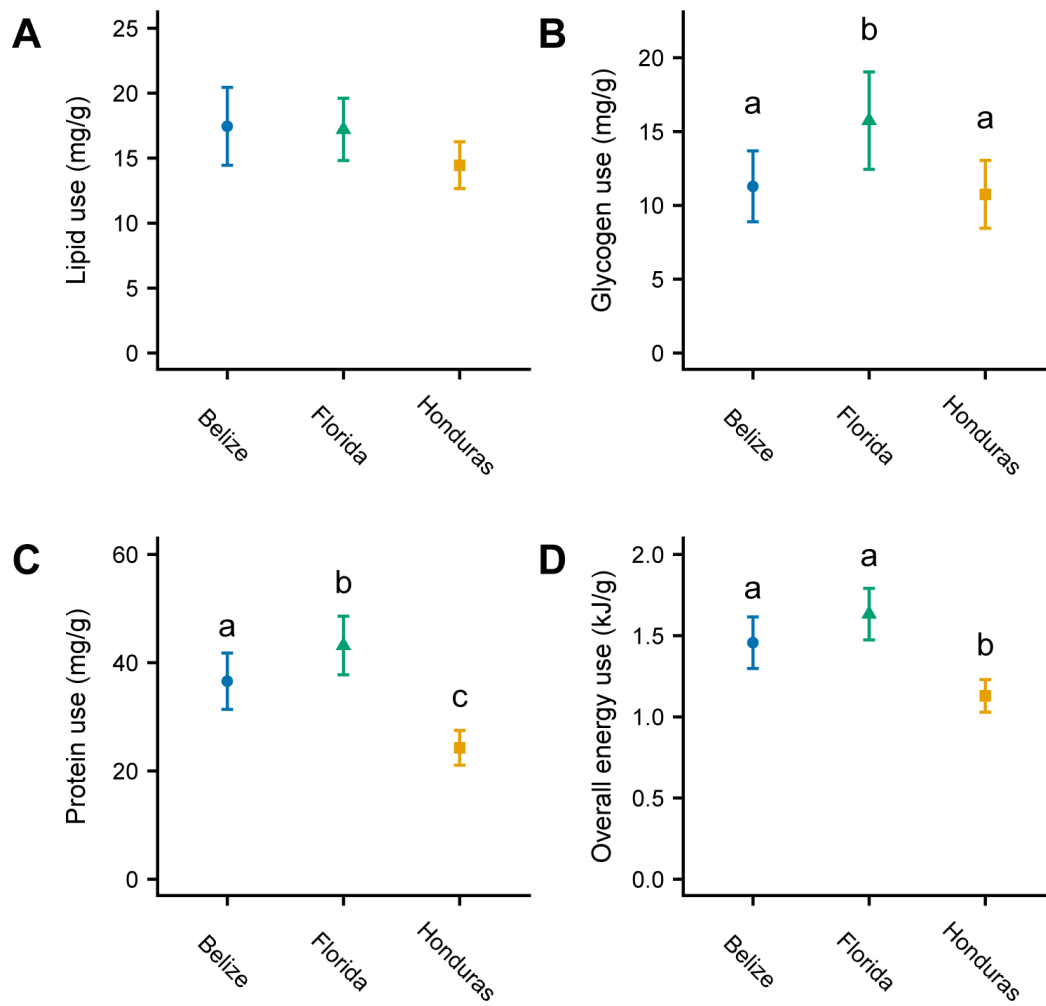 A
Lipid use (mg/g)
25
20
15
10
5
0
Belize
Florida
Honduras
B
Glycogen use (mg/g)
20
15
10
5
0
a
b
a
Belize
Florida
Honduras
C
Protein use (mg/g)
60
40
20
0
a
b
c
Belize
Florida
Honduras
D
Overall energy use (kJ/g)
2.0
1.5
1.0
0.5
0.0
a
a
b
Belize
Florida
Honduras